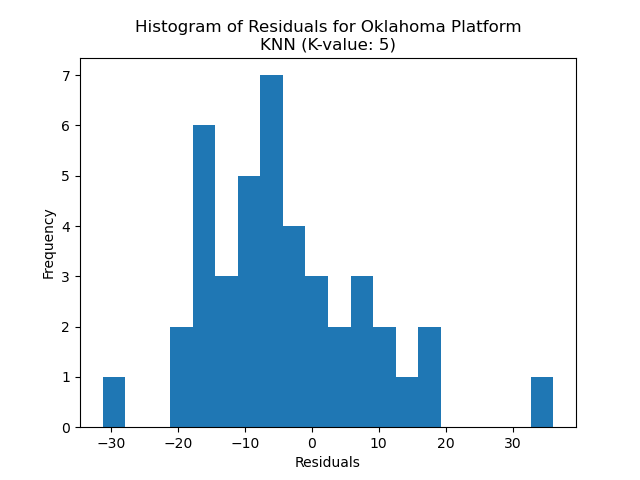 Histogram of Residuals for Oklahoma Platform
KNN (K-value: 5)
7
6
5
4
3
2
1
0
Frequency
−30 −20 −10 0 10 20 30
Residuals